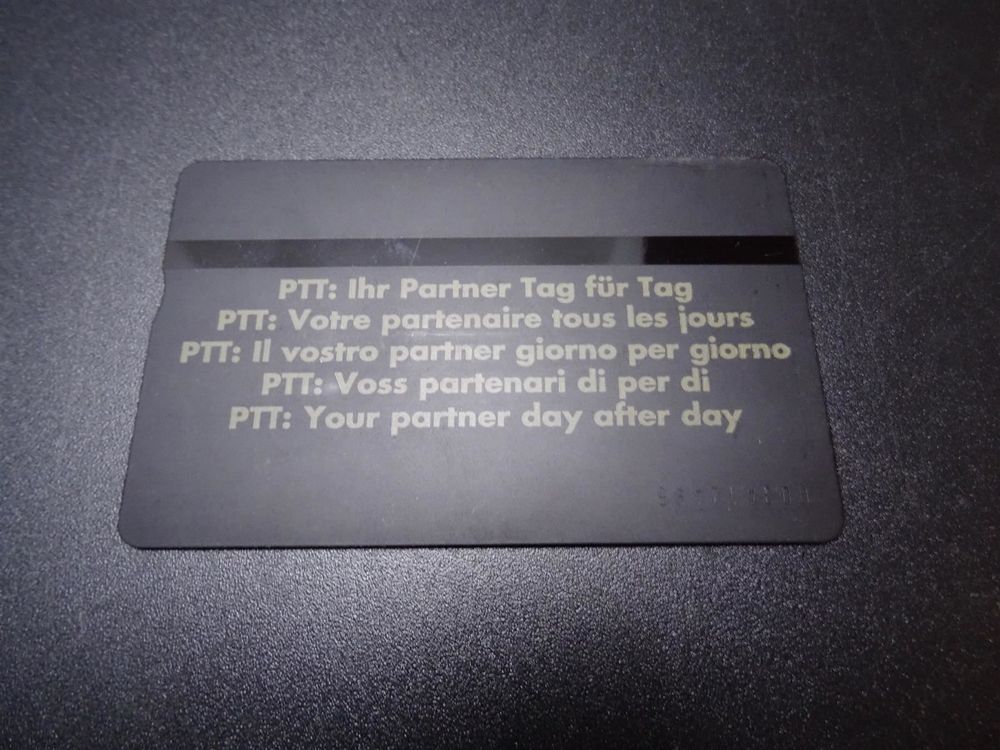 PTT: Ihr Partner Tag für Tag
PTT: Votre partenaire tous les jours
PTT: Il vostro partner giorno per giorno
PTT: Voss partenari di per di
PTT: Your partner day after day